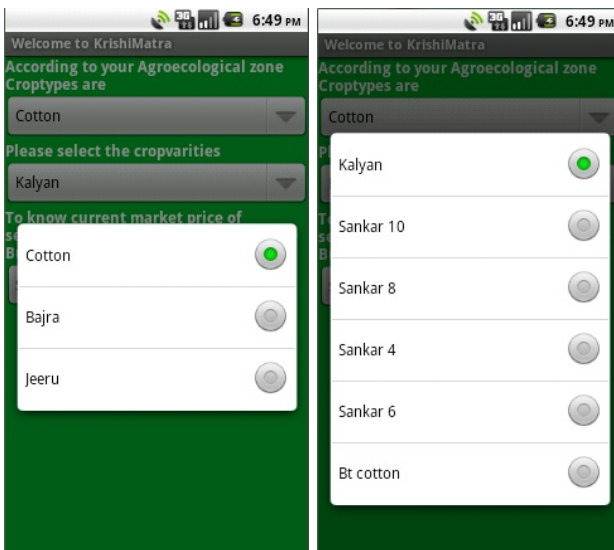 3G
6:49 PM
Welcome to KrishiMatra
According to your Agroecological zone
Croptypes are
Cotton
Please select the cropvarities
Kalyan
To know current market price of
Cotton
Bajra
Jeeru
3G
6:49 PM
Welcome to KrishiMatra
According to your Agroecological zone
Croptypes are
Cotton
Kalyan
Sankar 10
Sankar 8
Sankar 4
Sankar 6
Bt cotton